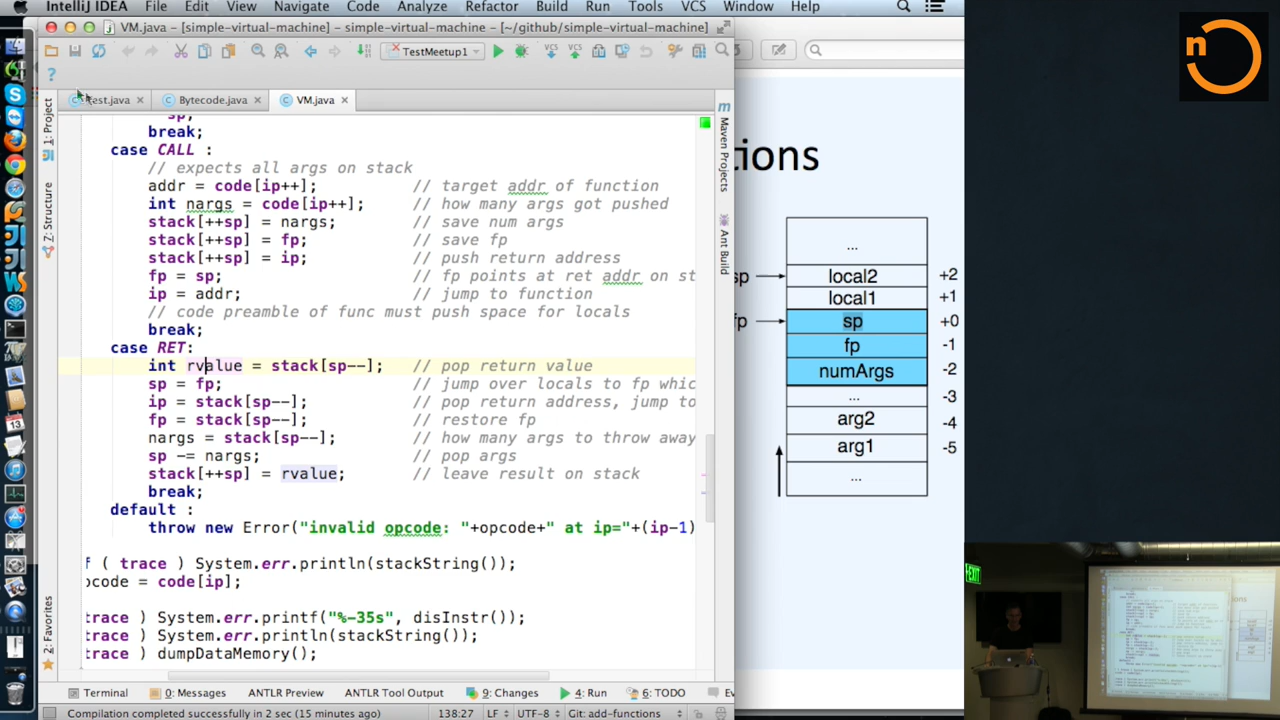 IntelliJ IDEA File Edit View Navigate Code Analyze Refactor Build Run Tools VCS Window Help
VM.java - [simple-virtual-machine] - simple-virtual-machine - [~/github/simple-virtual-machine]
TestMeetup1
VCS VCS
?
Test.java Bytecode.java VM.java
1: Project
7: Structure
2: Favorites
m Maven Projects
Ant Build
break;
case CALL :
// expects all args on stack
addr = code[ip++]; // target addr of function
int nargs = code[ip++]; // how many args got pushed
stack[++sp] = nargs; // save num args
stack[++sp] = fp; // save fp
stack[++sp] = ip; // push return address
fp = sp; // fp points at ret addr on st
ip = addr; // jump to function
// code preamble of func must push space for locals
break;
case RET:
int rvalue = stack[sp--]; // pop return value
sp = fp; // jump over locals to fp whic
ip = stack[sp--]; // pop return address, jump to
fp = stack[sp--]; // restore fp
nargs = stack[sp--]; // how many args to throw away
sp -= nargs; // pop args
stack[++sp] = rvalue; // leave result on stack
break;
default :
throw new Error("invalid opcode: "+opcode+" at ip="+(ip-1)
f ( trace ) System.err.println(stackString());
pcode = code[ip];
trace ) System.err.printf("%-35s", disInstr());
trace ) System.err.println(stackString());
trace ) dumpDataMemory();
Terminal 0: Messages ANTLR Preview ANTLR Tool Out 9: Changes 4: Run 6: TODO Ev
Compilation completed successfully in 2 sec (15 minutes ago) 138:27 LF UTF-8 Git: add-functions
tions
...
sp local2 +2
local1 +1
fp sp +0
fp -1
numArgs -2
... -3
arg2 -4
arg1 -5
...
n
EXIT
13